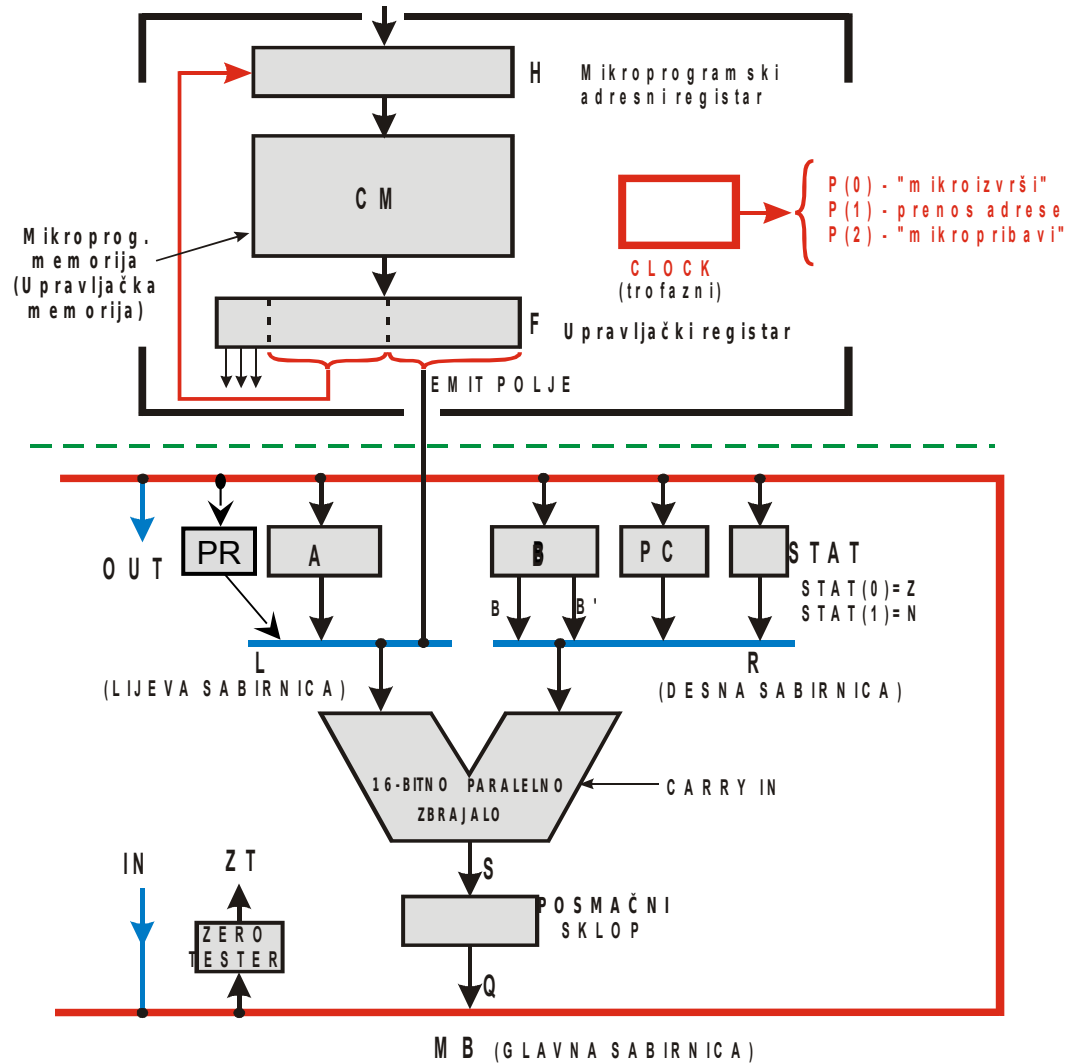 H
Mikroprogramski
adresni registar
CM
P(0) - "mikroizvrši"
P(1) - prenos adrese
P(2) - "mikropribavi"
Mikroprog.
memorija
(Upravljačka
memorija)
CLOCK
(trofazni)
F
Upravljački registar
EMIT POLJE
OUT
PR
A
B
PC
STAT
STAT(0)=Z
STAT(1)=N
B
B'
L
(LIJEVA SABIRNICA)
R
(DESNA SABIRNICA)
16-BITNO PARALELNO
ZBRAJALO
CARRY IN
S
IN
ZT
POSMAČNI
SKLOP
ZERO
TESTER
Q
MB (GLAVNA SABIRNICA)